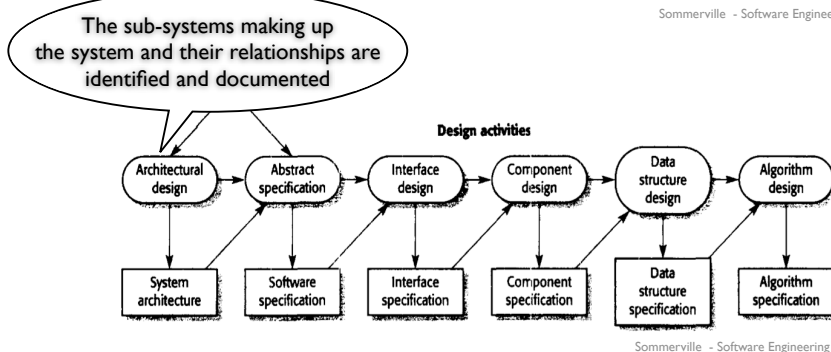 Sommerville - Software Enginee
The sub-systems making up
the system and their relationships are
identified and documented
Design activities
Architectural
design
Abstract
specification
Interface
design
Component
design
Data
structure
design
Algorithm
design
System
architecture
Software
specification
Interface
specification
Component
specification
Data
structure
specification
Algorithm
specification
Sommerville - Software Engineering